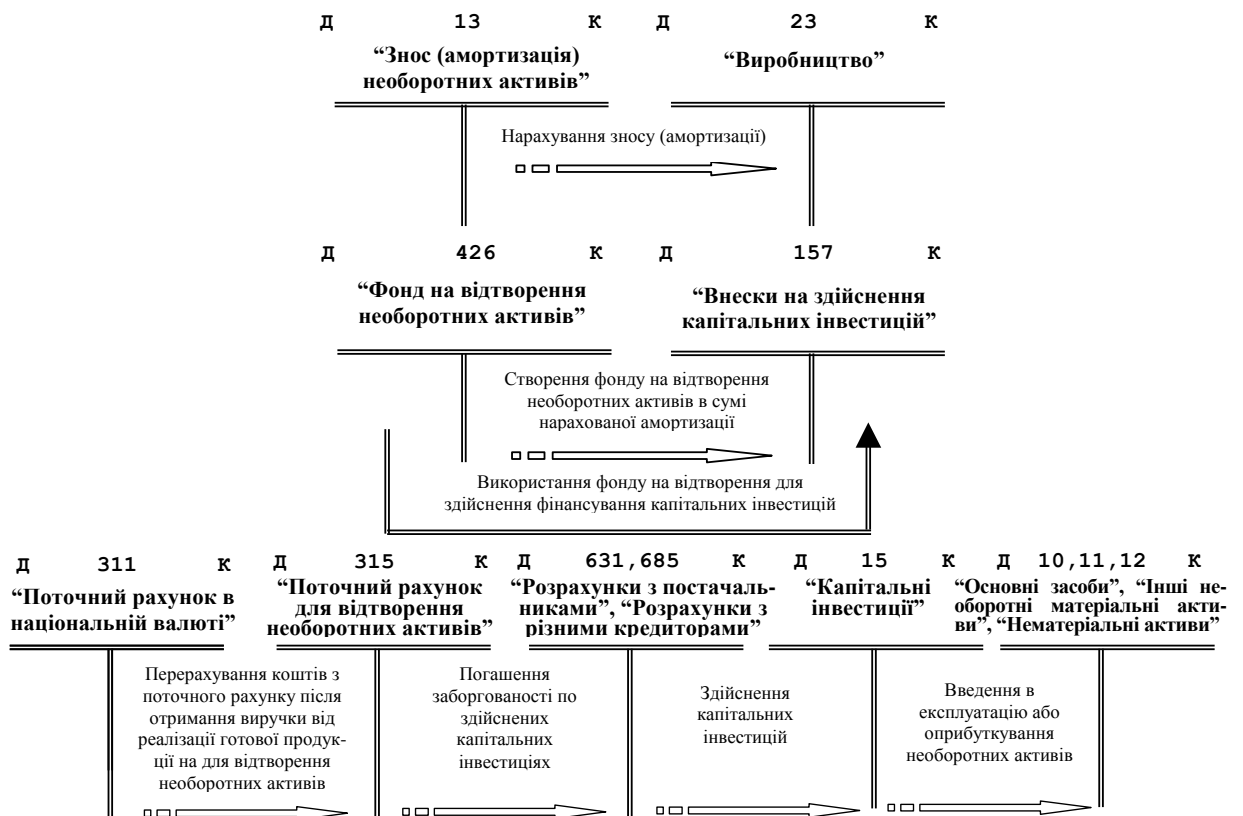 Д 13 К Д 23 К
“Знос (амортизація)
необоротних активів”
“Виробництво”
Нарахування зносу (амортизації)
Д 426 К Д 157 К
“Фонд на відтворення
необоротних активів”
“Внески на здійснення
капітальних інвестицій”
Створення фонду на відтворення
необоротних активів в сумі
нарахованої амортизації
Використання фонду на відтворення для
здійснення фінансування капітальних інвестицій
Д 311 К Д 315 К Д 631,685 К Д 15 К Д 10,11,12 К
“Поточний рахунок в
національній валюті”
“Поточний рахунок
для відтворення
необоротних активів”
“Розрахунки з постачаль-
никами”, “Розрахунки з
різними кредиторами”
“Капітальні
інвестиції”
“Основні засоби”, “Інші не-
оборотні матеріальні акти-
ви”, “Нематеріальні активи”
Перерахування коштів з
поточного рахунку після
отримання виручки від
реалізації готової продук-
ції на для відтворення
необоротних активів
Погашення
заборгованості по
здійснених
капітальних
інвестиціях
Здійснення
капітальних
інвестицій
Введення в
експлуатацію або
оприбуткування
необоротних активів